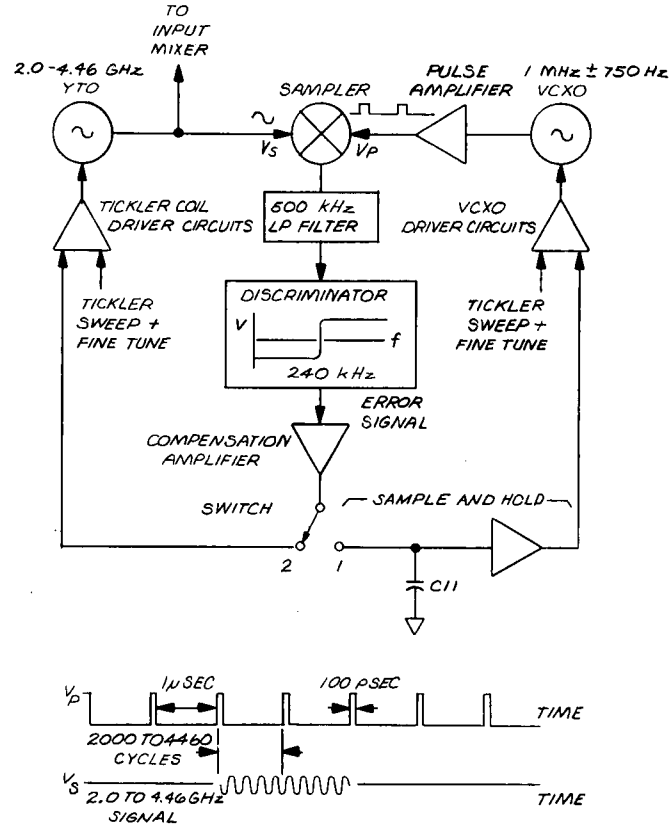 TO
INPUT
MIXER
2.0-4.46 GHz
YTO
SAMPLER
PULSE
AMPLIFIER
1 MHz ± 750 Hz
VCXO
VS
VP
TICKLER COIL
DRIVER CIRCUITS
500 kHz
LP FILTER
VCXO
DRIVER CIRCUITS
TICKLER
SWEEP +
FINE TUNE
DISCRIMINATOR
V
f
240 kHz
TICKLER
SWEEP +
FINE TUNE
ERROR
SIGNAL
COMPENSATION
AMPLIFIER
SWITCH
SAMPLE AND HOLD
2
1
C11
VP
1µSEC
100 PSEC
TIME
2000 TO 4460
CYCLES
VS
2.0 TO 4.46 GHz
SIGNAL
TIME